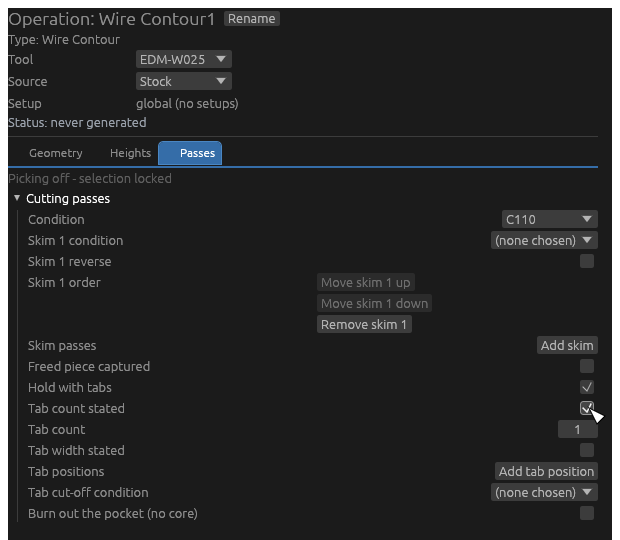 Operation: Wire Contour1 Rename
Type: Wire Contour
Tool EDM-W025
Source Stock
Setup global (no setups)
Status: never generated
Geometry Heights Passes
Picking off - selection locked
Cutting passes
Condition C110
Skim 1 condition (none chosen)
Skim 1 reverse
Skim 1 order Move skim 1 up
Move skim 1 down
Remove skim 1
Skim passes Add skim
Freed piece captured
Hold with tabs
Tab count stated
Tab count 1
Tab width stated
Tab positions Add tab position
Tab cut-off condition (none chosen)
Burn out the pocket (no core)